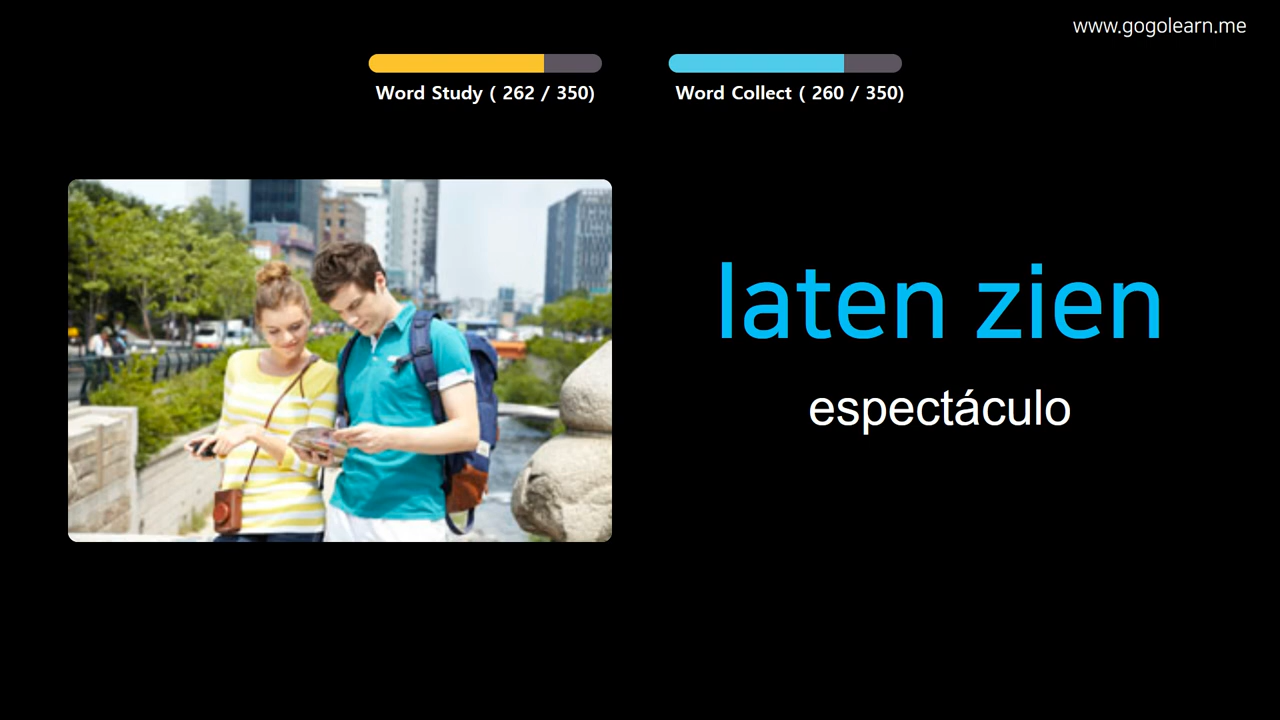 www.gogolearn.me
Word Study ( 262 / 350)
Word Collect ( 260 / 350)
laten zien
espectáculo